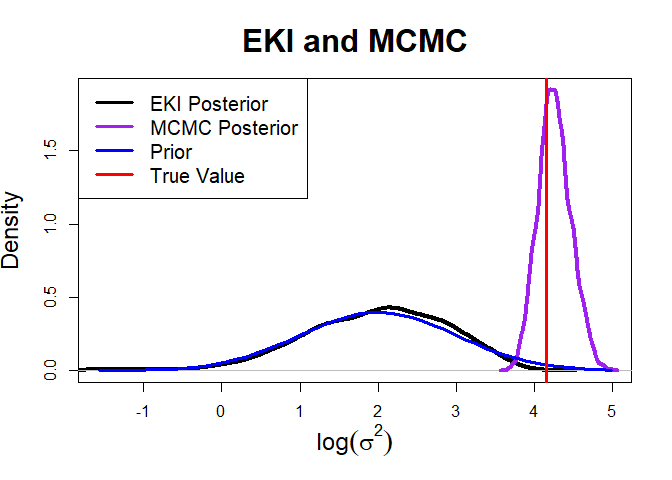 EKI and MCMC
EKI Posterior
MCMC Posterior
Prior
True Value
Density
0.0
0.5
1.0
1.5
-1 0 1 2 3 4 5
log(σ²)